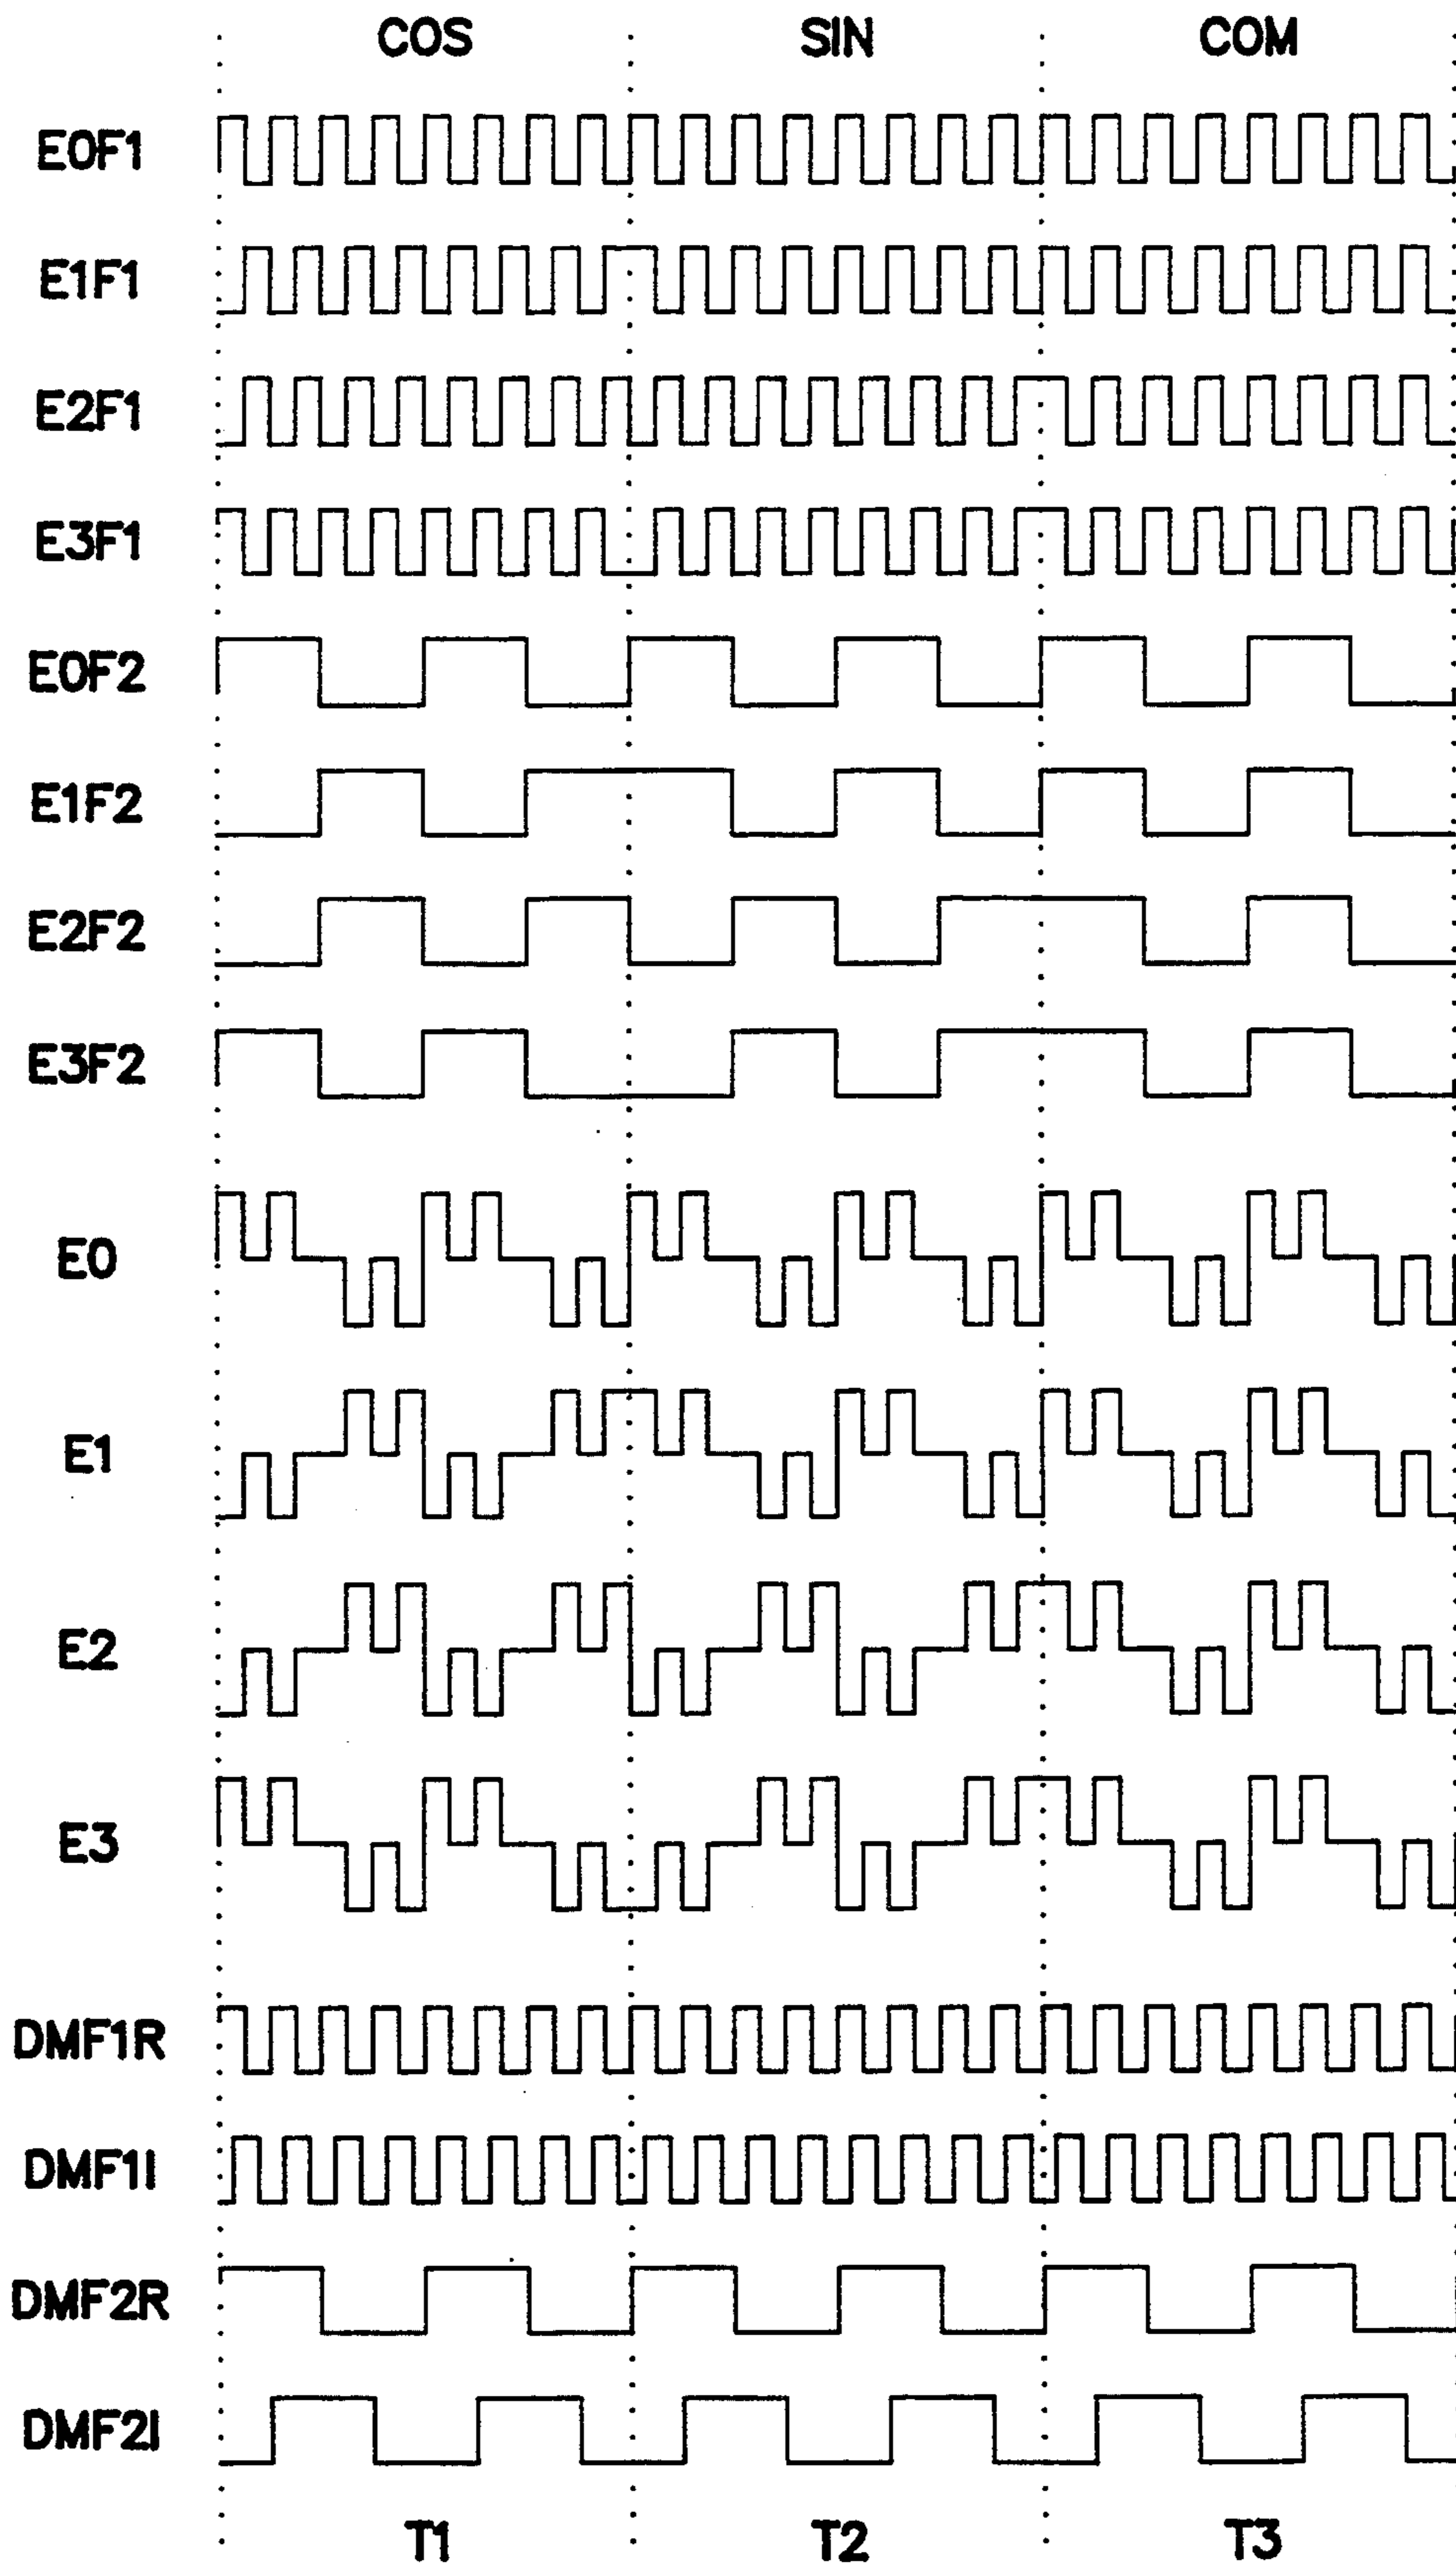 COS SIN COM
E0F1
E1F1
E2F1
E3F1
E0F2
E1F2
E2F2
E3F2
E0
E1
E2
E3
DMF1R
DMF1I
DMF2R
DMF2I
T1 T2 T3